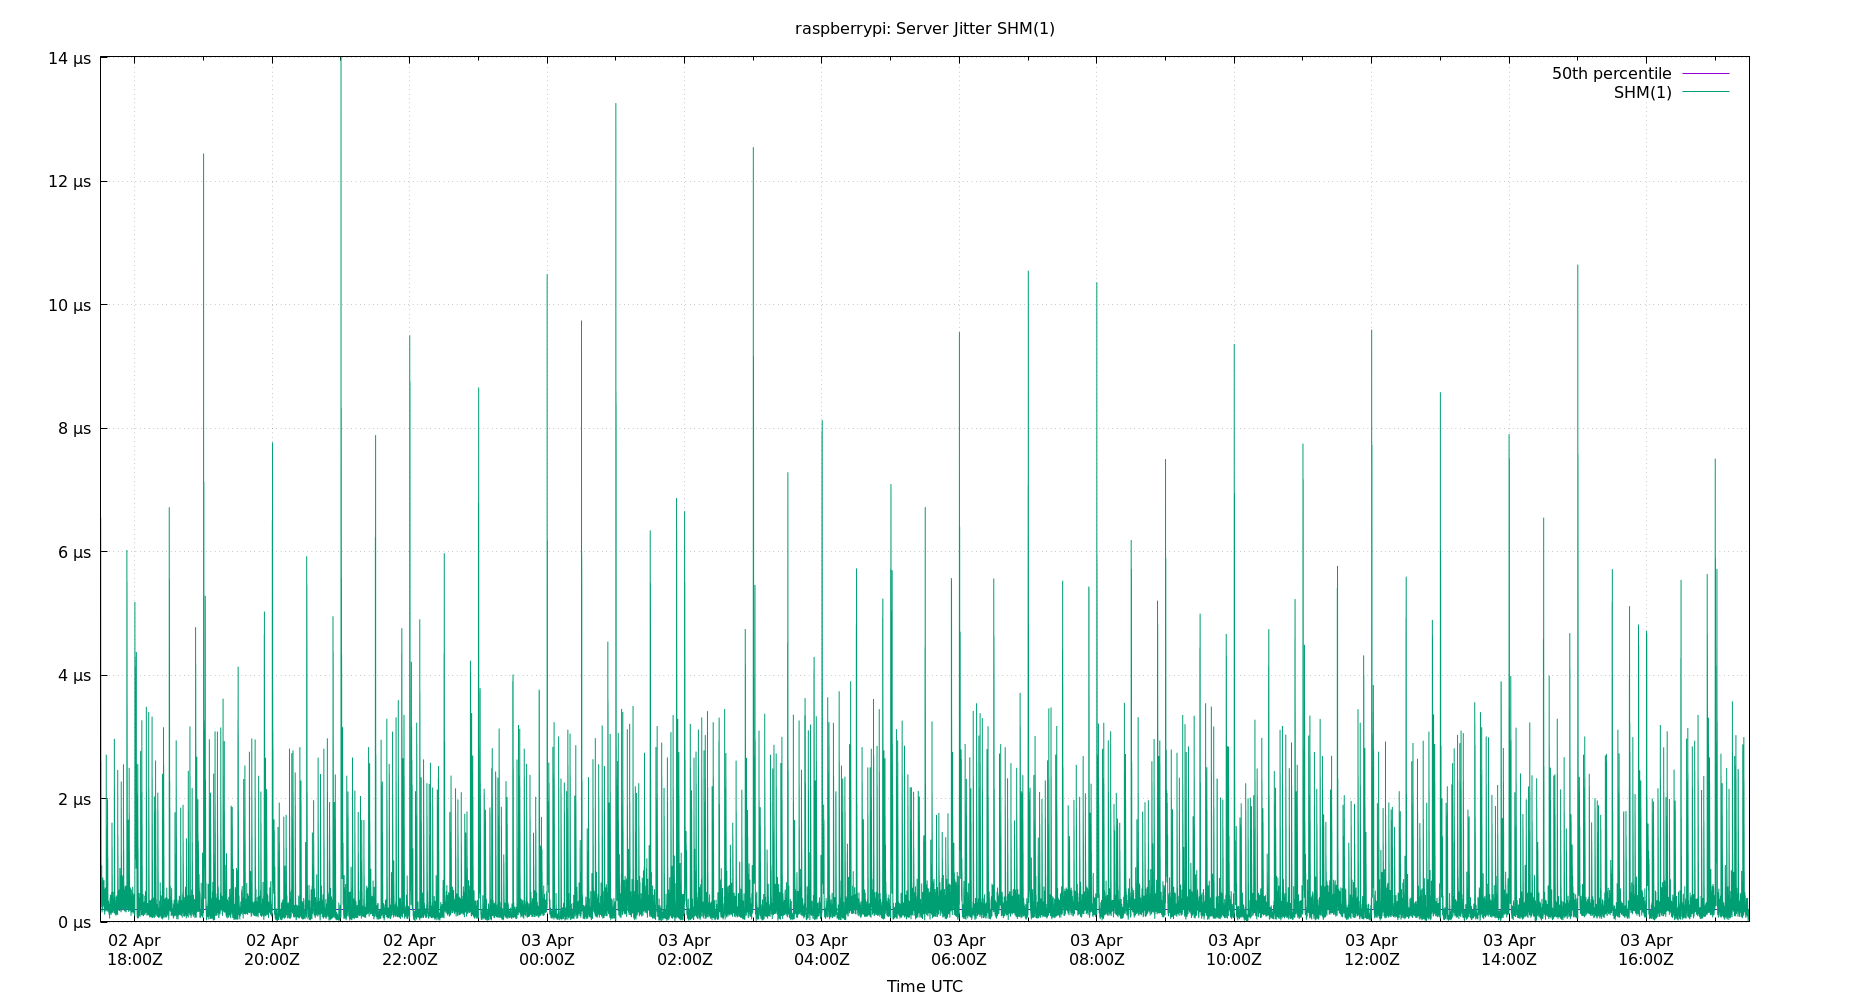 raspberrypi: Server Jitter SHM(1)
14 μs
12 μs
10 μs
8 μs
6 μs
4 μs
2 μs
0 μs
50th percentile
SHM(1)
02 Apr
18:00Z
02 Apr
20:00Z
02 Apr
22:00Z
03 Apr
00:00Z
03 Apr
02:00Z
03 Apr
04:00Z
03 Apr
06:00Z
03 Apr
08:00Z
03 Apr
10:00Z
03 Apr
12:00Z
03 Apr
14:00Z
03 Apr
16:00Z
Time UTC